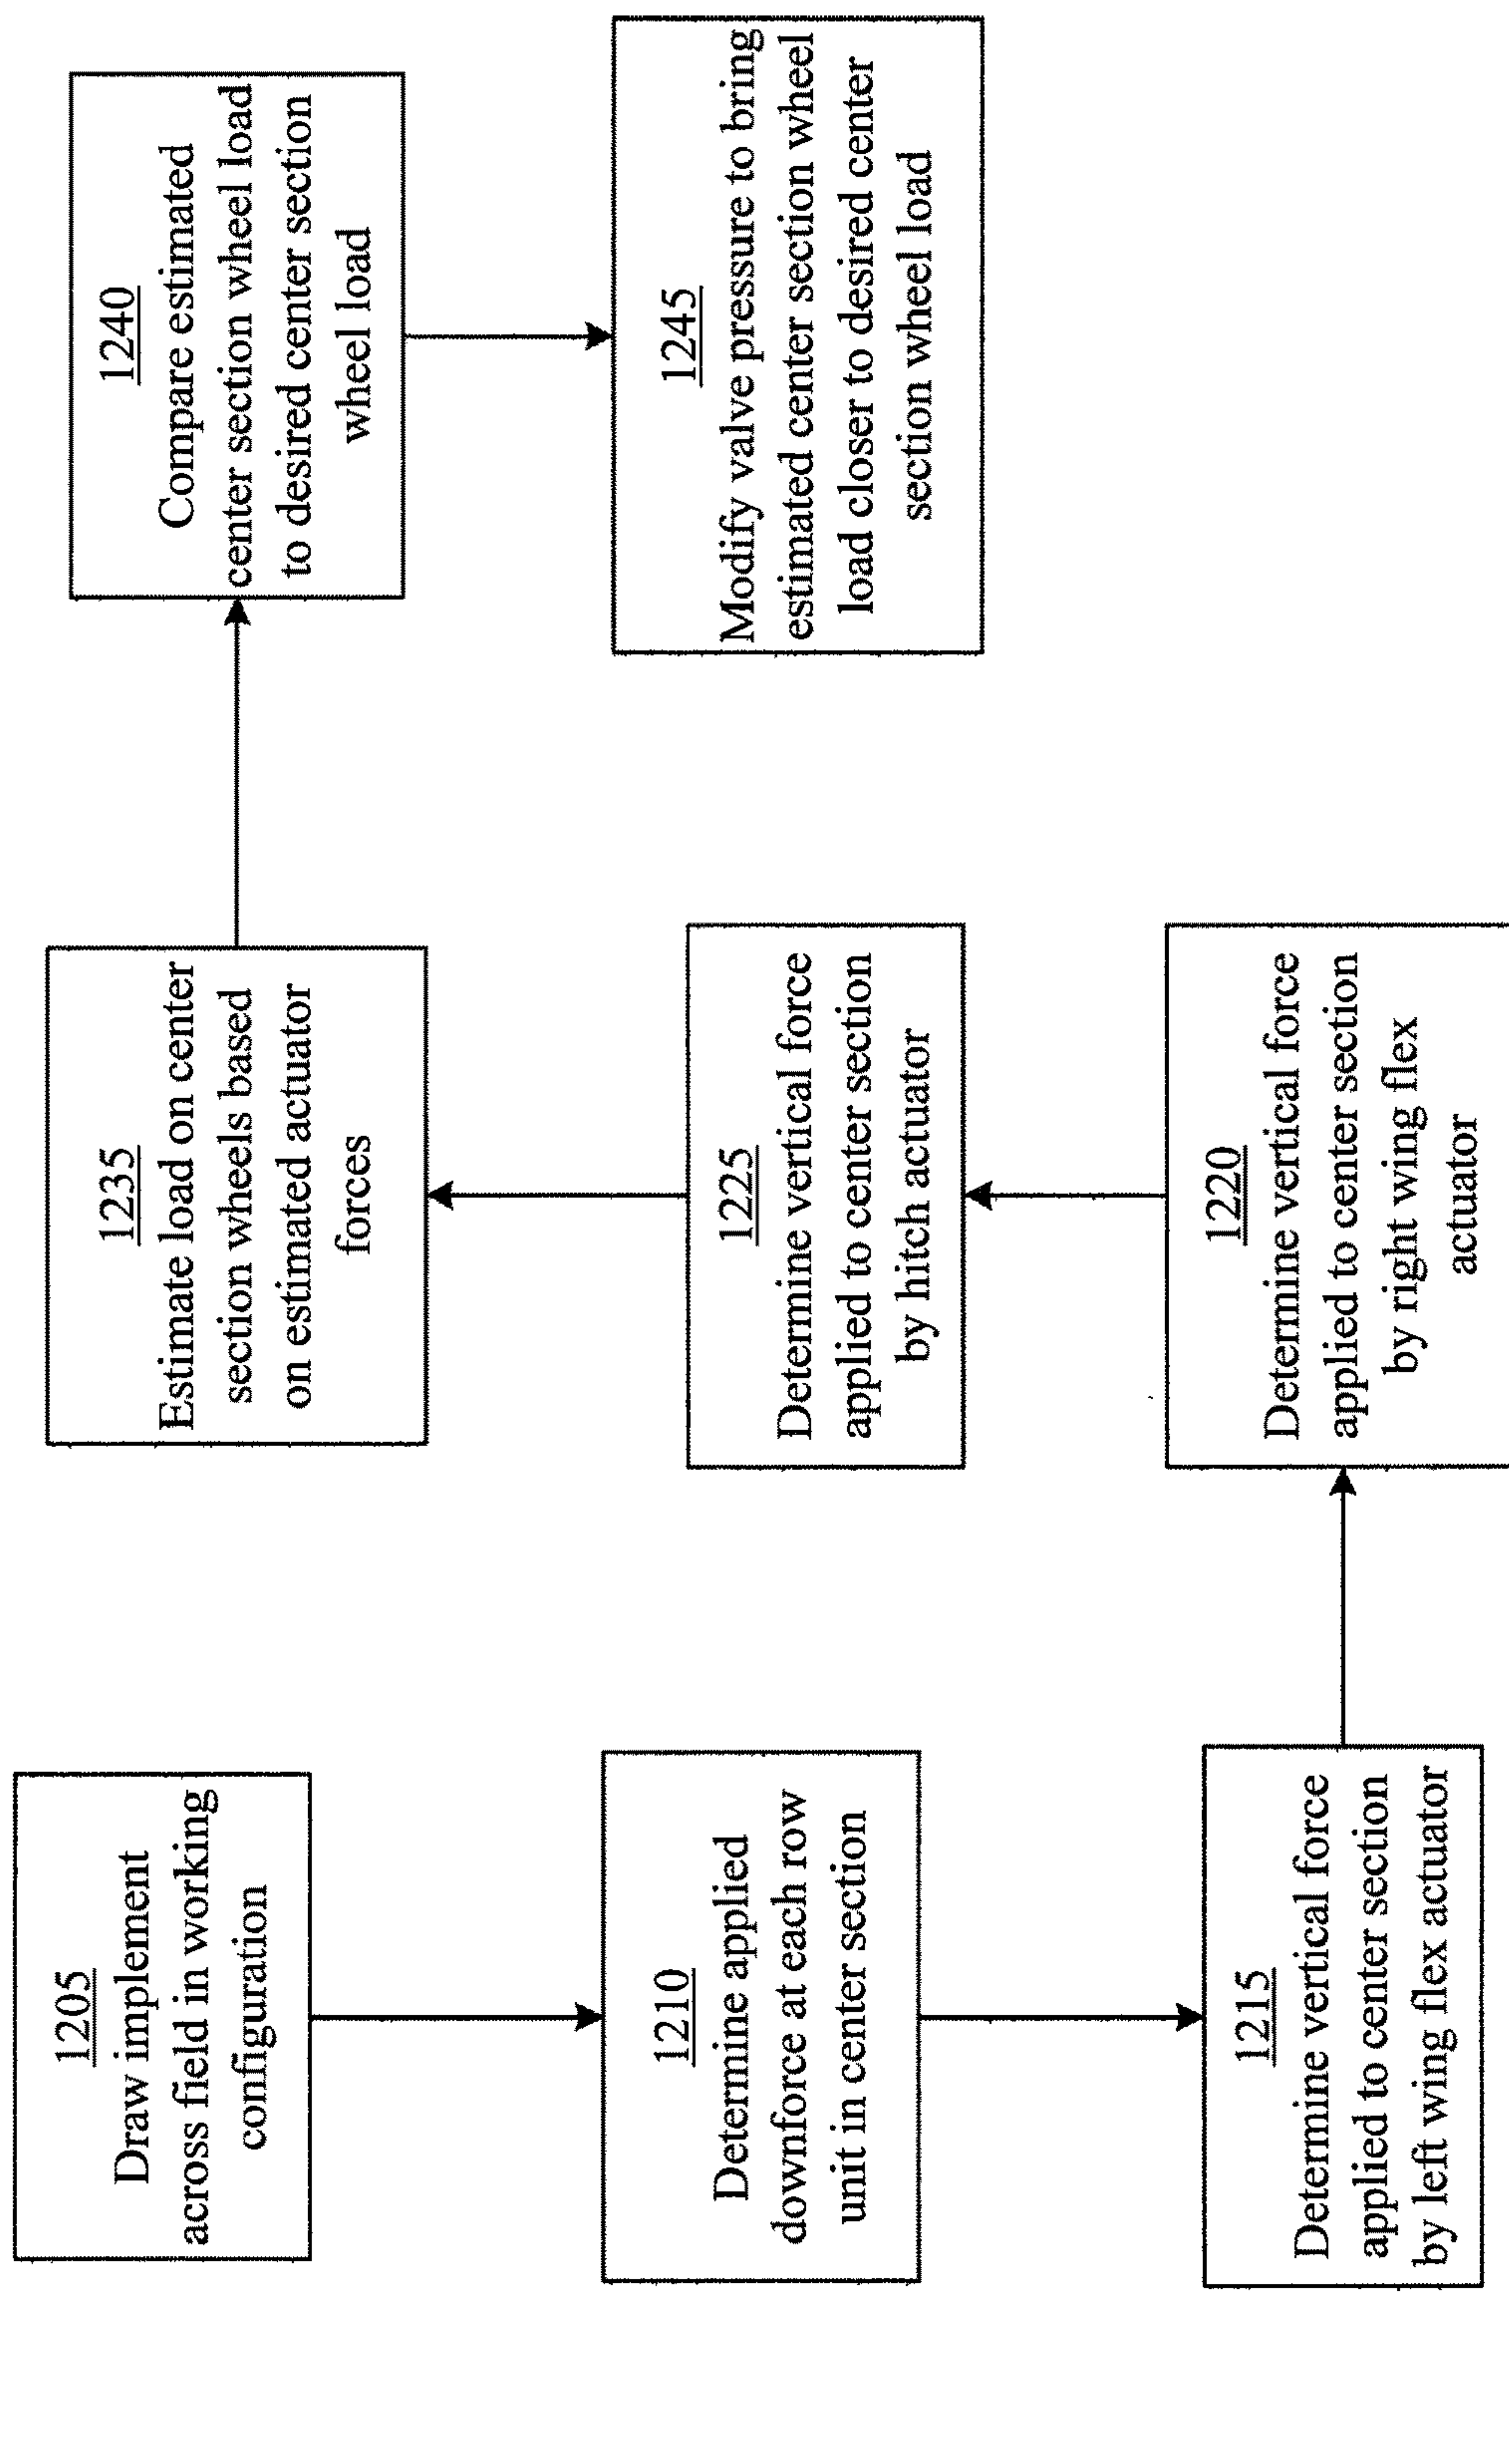 1205
Draw implement
across field in working
configuration
1210
Determine applied
downforce at each row
unit in center section
1215
Determine vertical force
applied to center section
by left wing flex actuator
1220
Determine vertical force
applied to center section
by right wing flex
actuator
1225
Determine vertical force
applied to center section
by hitch actuator
1235
Estimate load on center
section wheels based
on estimated actuator
forces
1240
Compare estimated
center section wheel load
to desired center section
wheel load
1245
Modify valve pressure to bring
estimated center section wheel
load closer to desired center
section wheel load